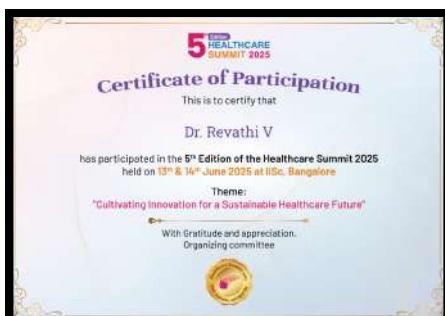 5th Edition
HEALTHCARE
SUMMIT 2025
Certificate of Participation
This is to certify that
Dr. Revathi V
has participated in the 5th Edition of the Healthcare Summit 2025
held on 13th & 14th June 2025 at IISc, Bangalore
Theme:
"Cultivating Innovation for a Sustainable Healthcare Future"
With Gratitude and appreciation.
Organizing committee